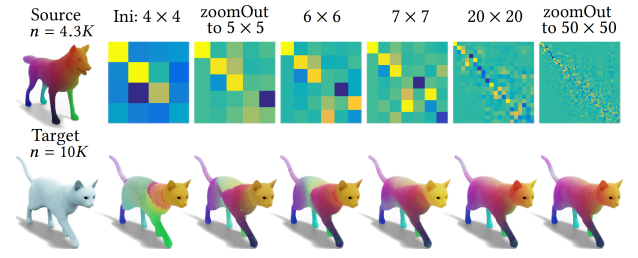 Source
n = 4.3K
Ini: 4 × 4
zoomOut
to 5 × 5
6 × 6
7 × 7
20 × 20
zoomOut
to 50 × 50
Target
n = 10K